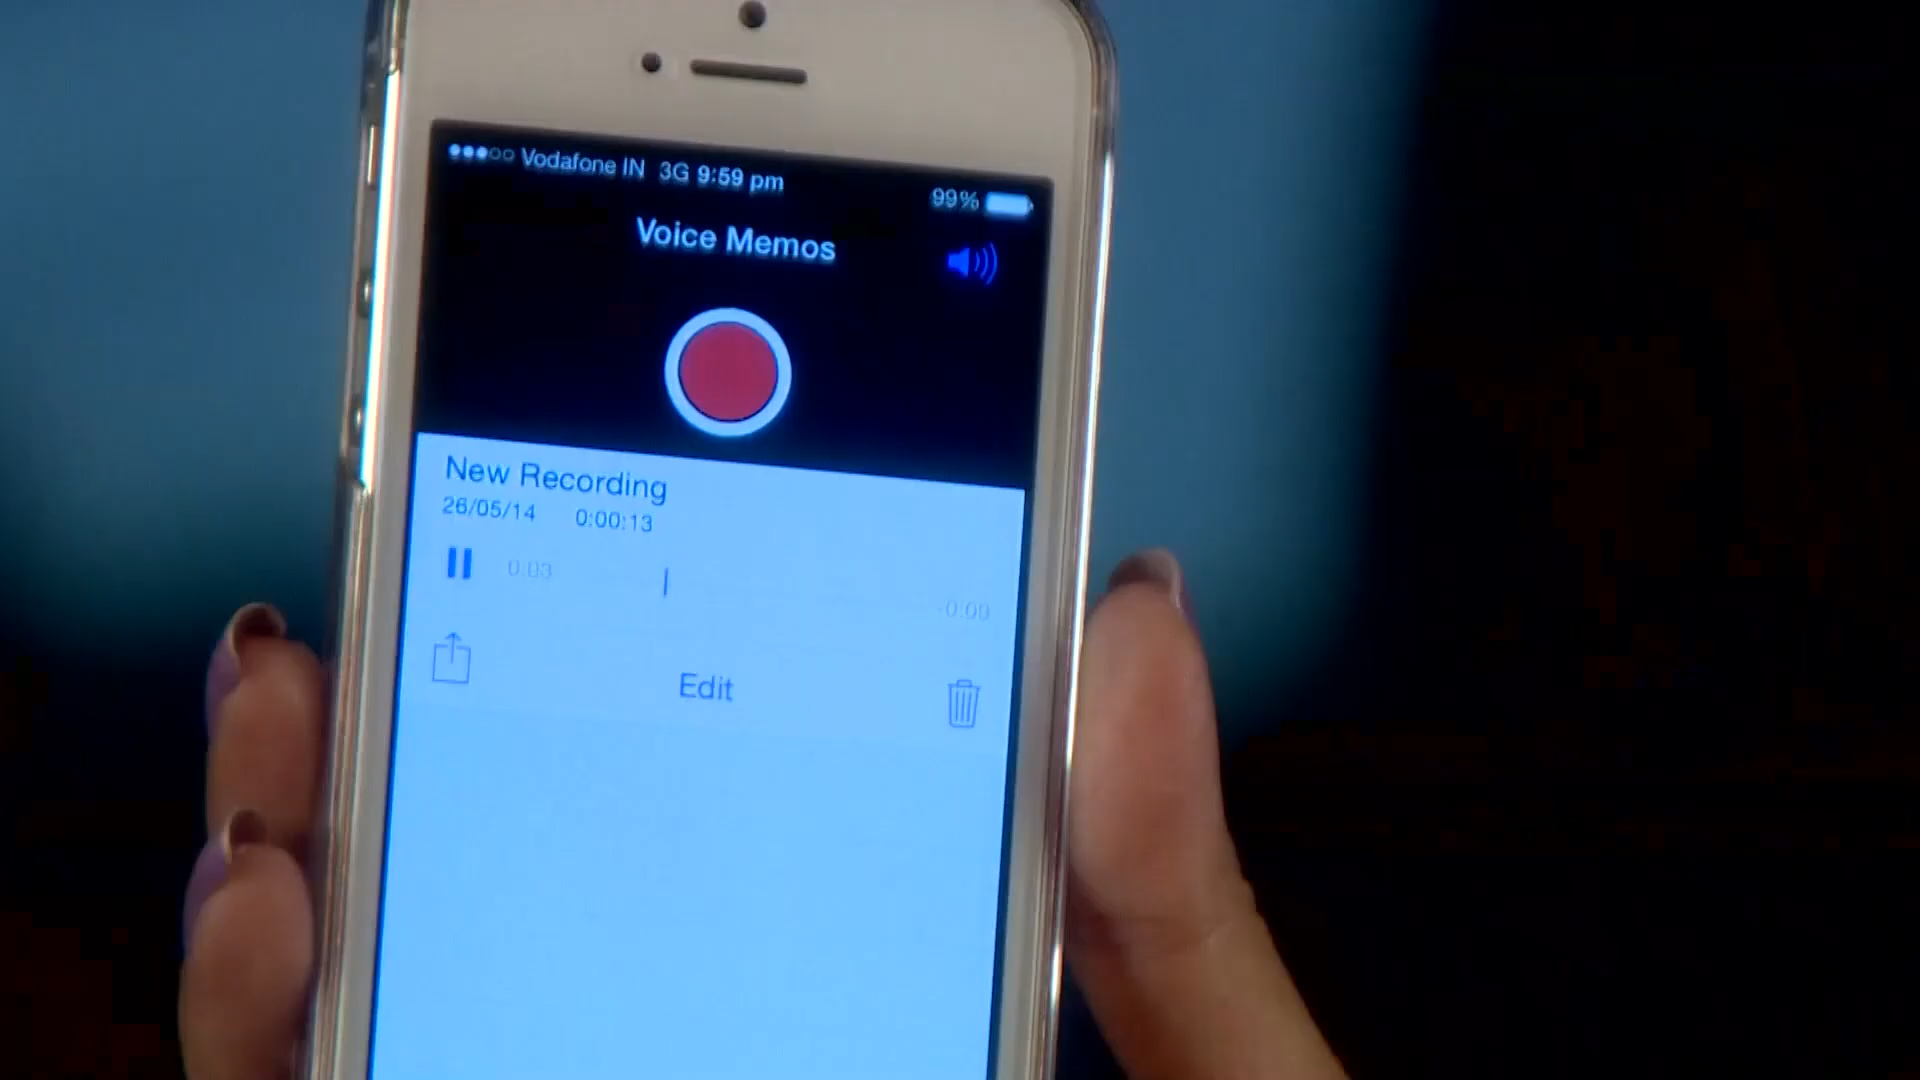 Vodafone IN 3G 9:59 pm 99%
Voice Memos
New Recording
26/05/14 0:00:13
0:03
-0:09
Edit